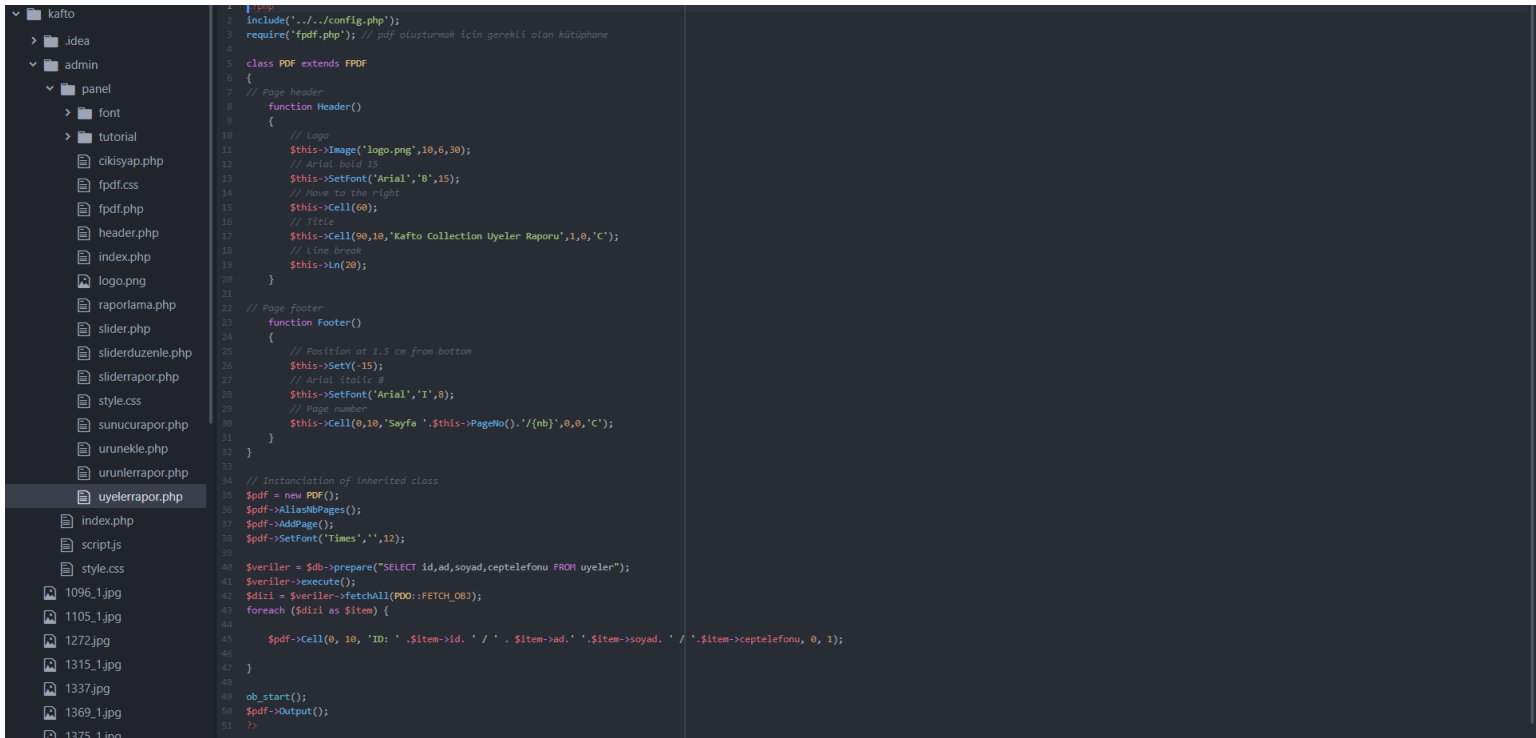 kafto
.idea
admin
panel
font
tutorial
cikisyap.php
fpdf.css
fpdf.php
header.php
index.php
logo.png
raporlama.php
slider.php
sliderduzenle.php
sliderrapor.php
style.css
sunucurapor.php
urunekle.php
urunlerrapor.php
uyelerrapor.php
index.php
script.js
style.css
1096_1.jpg
1105_1.jpg
1272.jpg
1315_1.jpg
1337.jpg
1369_1.jpg
1375_1.jpg
1 <?php
2 include('../../config.php');
3 require('fpdf.php'); // pdf oluşturmak için gerekli olan kütüphane
4
5 class PDF extends FPDF
6 {
7 // Page header
8     function Header()
9     {
10         // Logo
11         $this->Image('logo.png',10,6,30);
12         // Arial bold 15
13         $this->SetFont('Arial','B',15);
14         // Move to the right
15         $this->Cell(60);
16         // Title
17         $this->Cell(90,10,'Kafto Collection Uyeler Raporu',1,0,'C');
18         // Line break
19         $this->Ln(20);
20     }
21
22 // Page footer
23     function Footer()
24     {
25         // Position at 1.5 cm from bottom
26         $this->SetY(-15);
27         // Arial italic 8
28         $this->SetFont('Arial','I',8);
29         // Page number
30         $this->Cell(0,10,'Sayfa '.$this->PageNo().'/{nb}',0,0,'C');
31     }
32 }
33
34 // Instanciation of inherited class
35 $pdf = new PDF();
36 $pdf->AliasNbPages();
37 $pdf->AddPage();
38 $pdf->SetFont('Times','',12);
39
40 $veriler = $db->prepare("SELECT id,ad,soyad,ceptelefonu FROM uyeler");
41 $veriler->execute();
42 $dizi = $veriler->fetchAll(PDO::FETCH_OBJ);
43 foreach ($dizi as $item) {
44
45     $pdf->Cell(0, 10, 'ID: ' .$item->id. ' / ' . $item->ad.' '.$item->soyad. ' / '.$item->ceptelefonu, 0, 1);
46
47 }
48
49 ob_start();
50 $pdf->Output();
51 ?>